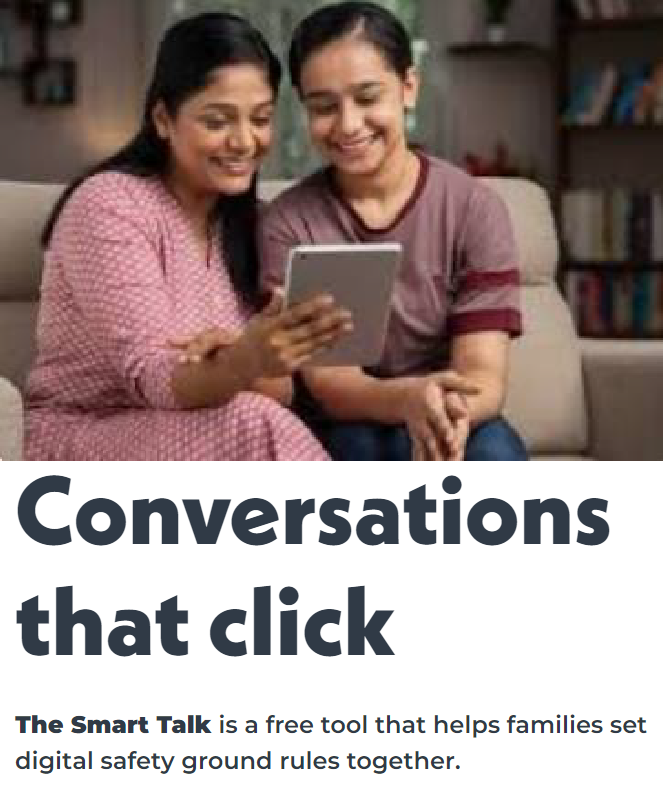 Conversations
that click
The Smart Talk is a free tool that helps families set
digital safety ground rules together.